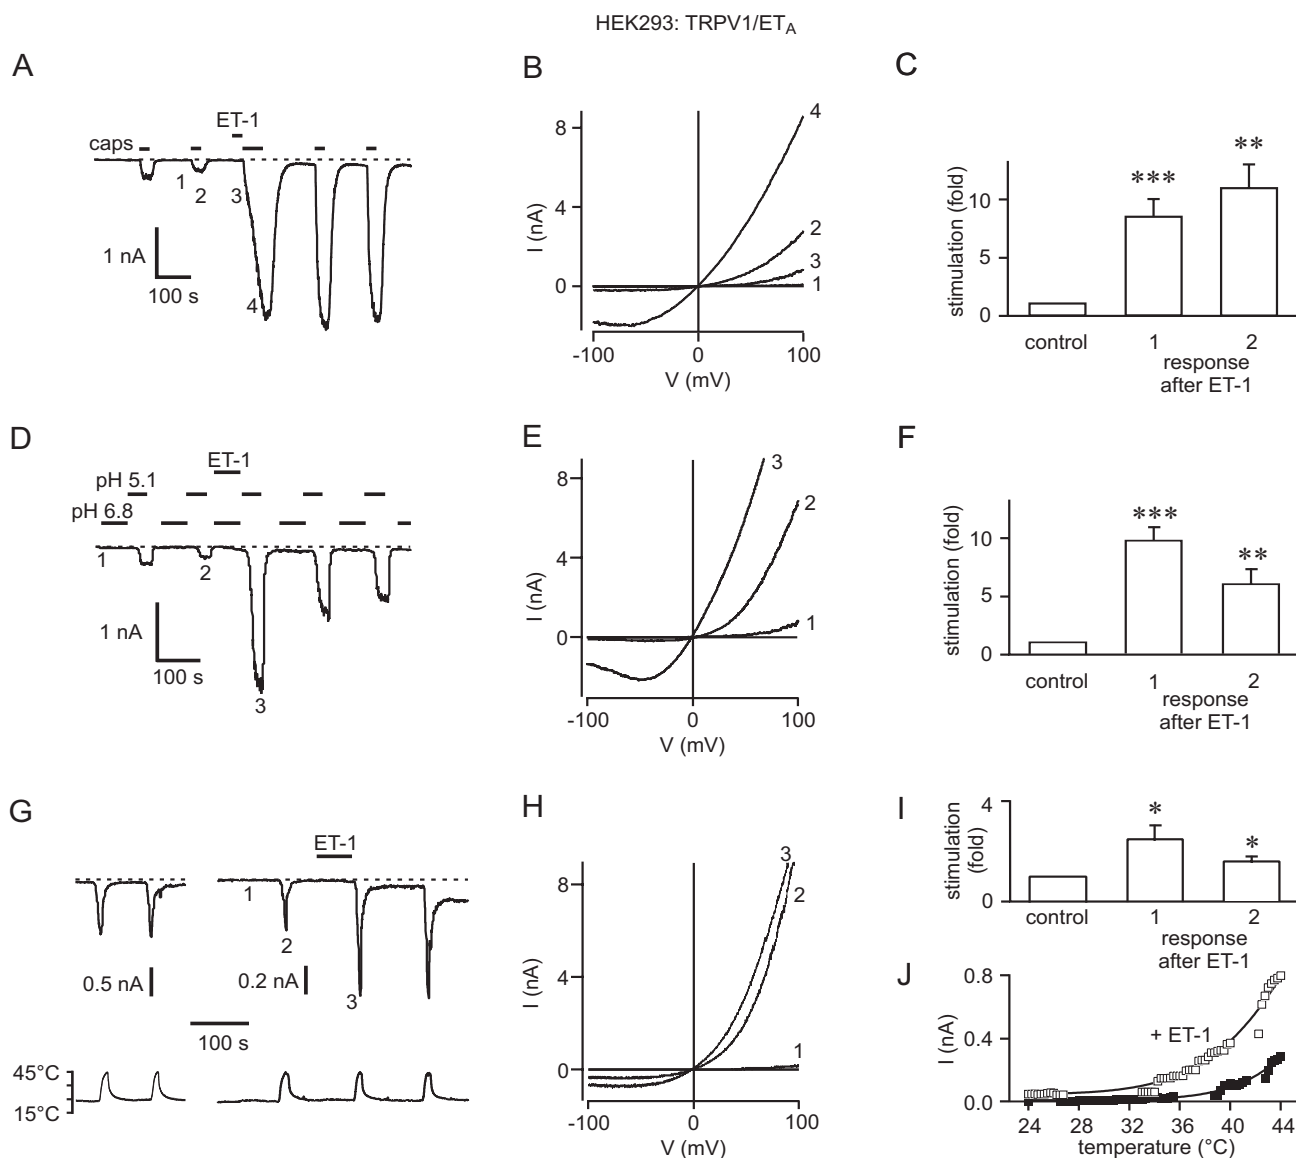 HEK293: TRPV1/ETA
A
ET-1
caps
1
2
3
4
1 nA
100 s
B
8
4
0
I (nA)
4
2
3
1
-100
0
100
V (mV)
C
stimulation (fold)
10
5
0
***
**
control
1
2
response
after ET-1
D
ET-1
pH 5.1
pH 6.8
1
2
3
1 nA
100 s
E
8
4
0
I (nA)
3
2
1
-100
0
100
V (mV)
F
stimulation (fold)
10
5
0
***
**
control
1
2
response
after ET-1
G
ET-1
1
2
3
0.5 nA
0.2 nA
100 s
45°C
15°C
H
8
4
0
I (nA)
3
2
1
-100
0
100
V (mV)
I
stimulation
(fold)
4
0
*
*
control
1
2
response
after ET-1
J
I (nA)
0.8
0.4
0.0
+ ET-1
24
28
32
36
40
44
temperature (°C)